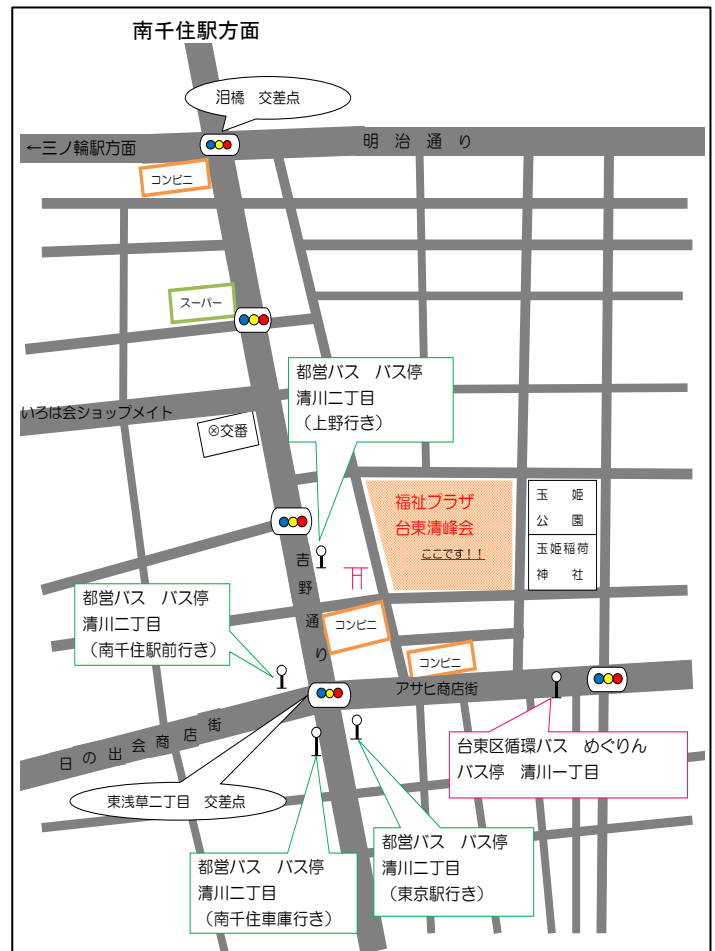 南千住駅方面
泪橋　交差点
←三ノ輪駅方面
明治通り
コンビニ
スーパー
都営バス　バス停
清川二丁目
（上野行き）
いろは会ショップメイト
⊗交番
福祉プラザ
台東清峰会
ここです！！
玉　姫
公　園
玉姫稲荷
神　社
吉野通り
都営バス　バス停
清川二丁目
（南千住駅前行き）
コンビニ
コンビニ
アサヒ商店街
日の出会商店街
台東区循環バス　めぐりん
バス停　清川一丁目
東浅草二丁目　交差点
都営バス　バス停
清川二丁目
（南千住車庫行き）
都営バス　バス停
清川二丁目
（東京駅行き）